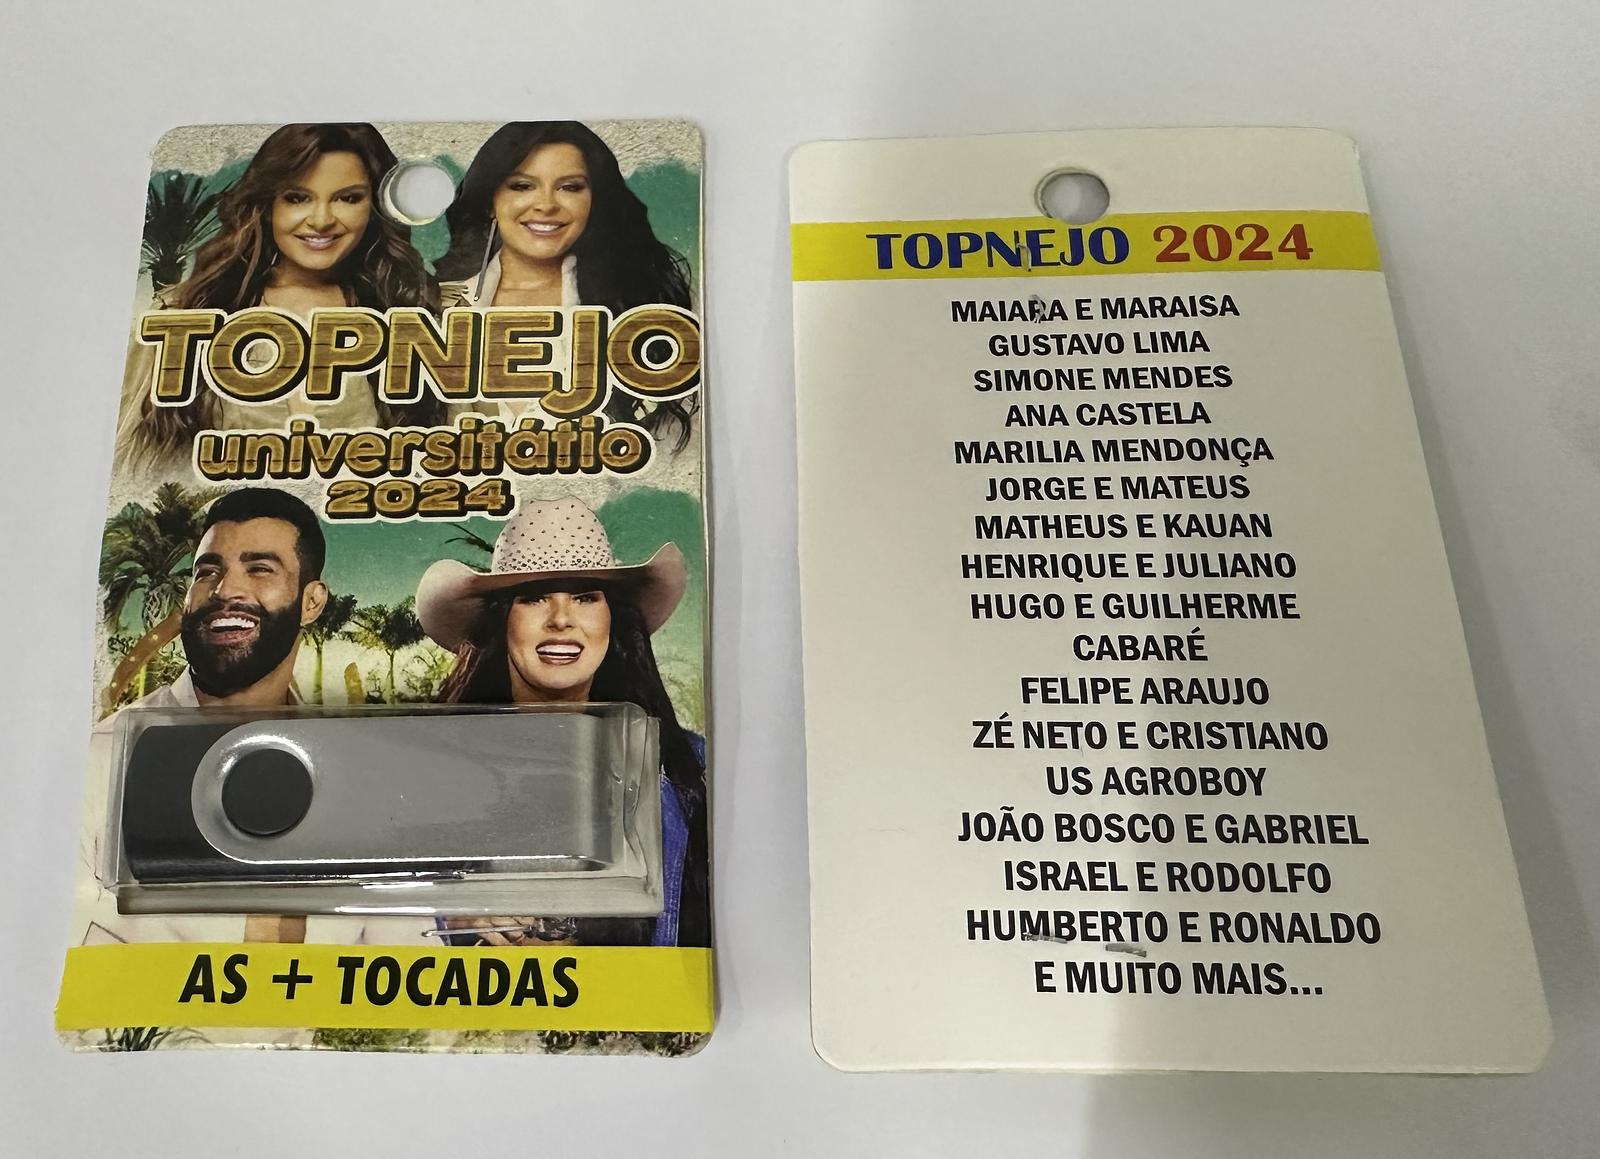 TOPNEJO
universitátio
2024
AS + TOCADAS
TOPNEJO 2024
MAIARA E MARAISA
GUSTAVO LIMA
SIMONE MENDES
ANA CASTELA
MARILIA MENDONÇA
JORGE E MATEUS
MATHEUS E KAUAN
HENRIQUE E JULIANO
HUGO E GUILHERME
CABARÉ
FELIPE ARAUJO
ZÉ NETO E CRISTIANO
US AGROBOY
JOÃO BOSCO E GABRIEL
ISRAEL E RODOLFO
HUMBERTO E RONALDO
E MUITO MAIS...